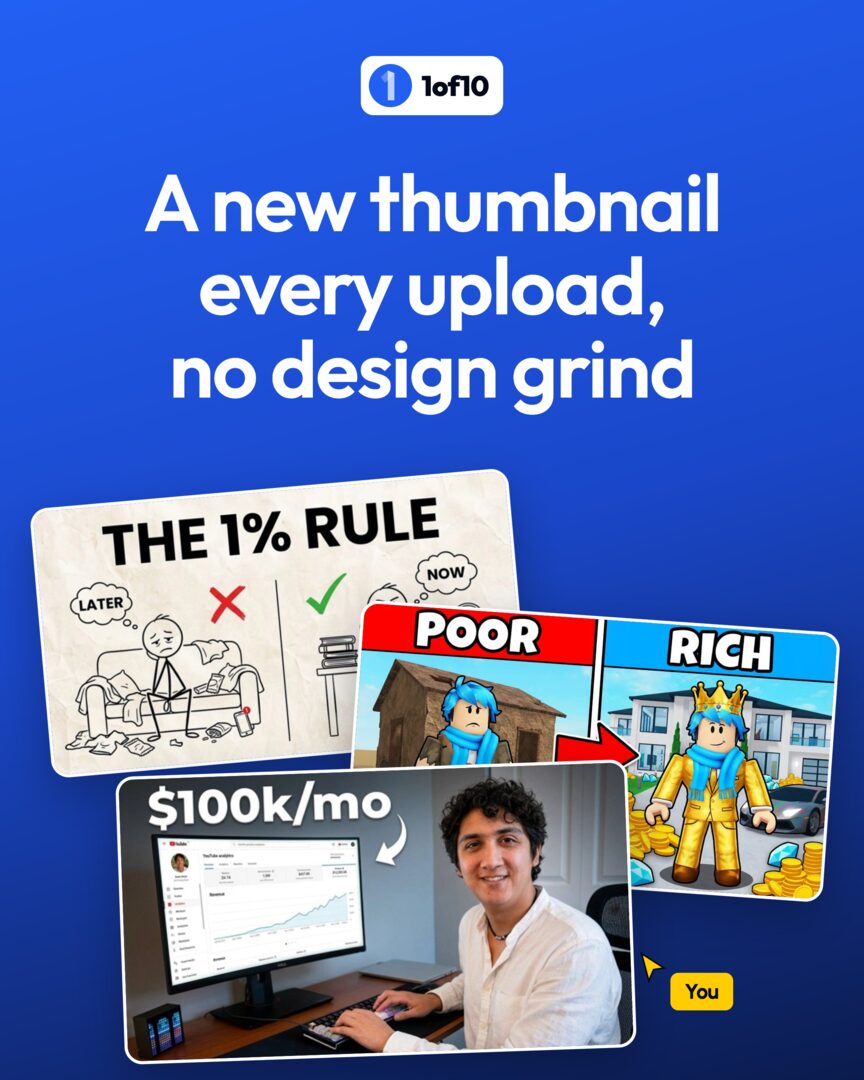 1of10
A new thumbnail
every upload,
no design grind
THE 1% RULE
LATER
NOW
POOR
RICH
$100k/mo
YouTube
YouTube analytics
Revenue
You